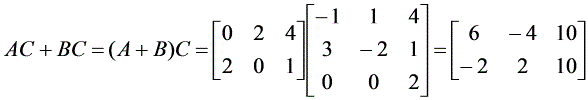 AC + BC = (A + B)C = [0 2 4; 2 0 1] [−1 1 4; 3 −2 1; 0 0 2] = [6 −4 10; −2 2 10]